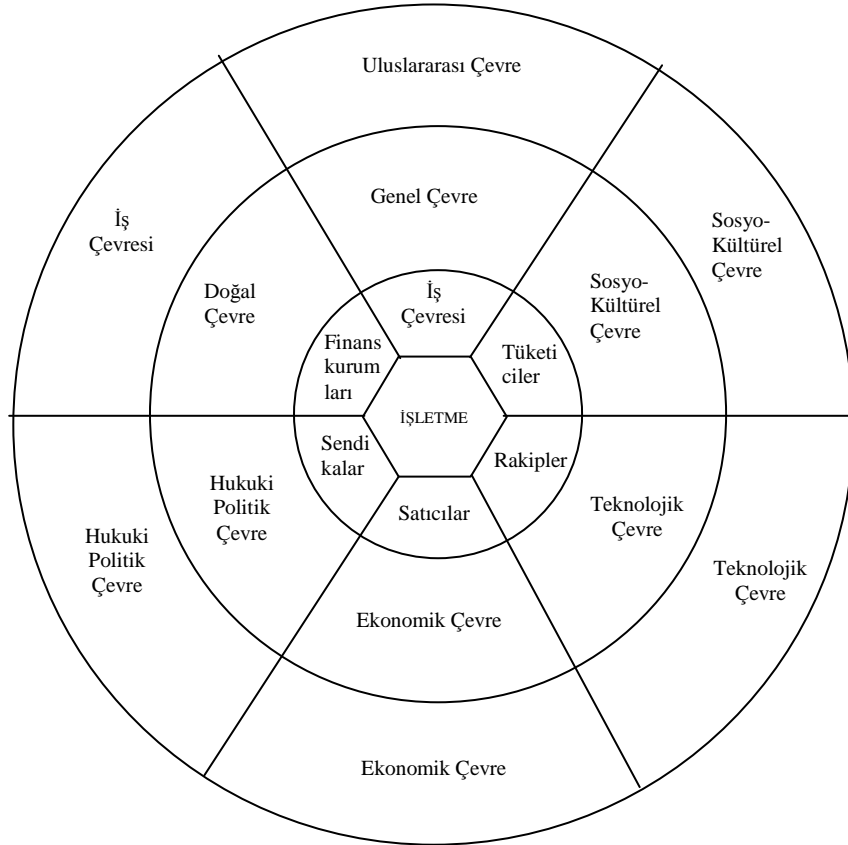 Uluslararası Çevre
Genel Çevre
İş
Çevresi
Sosyo-
Kültürel
Çevre
İş
Çevresi
Doğal
Çevre
Sosyo-
Kültürel
Çevre
Finans
kurum
ları
Tüketi
ciler
İŞLETME
Sendi
kalar
Rakipler
Satıcılar
Hukuki
Politik
Çevre
Teknolojik
Çevre
Hukuki
Politik
Çevre
Teknolojik
Çevre
Ekonomik Çevre
Ekonomik Çevre